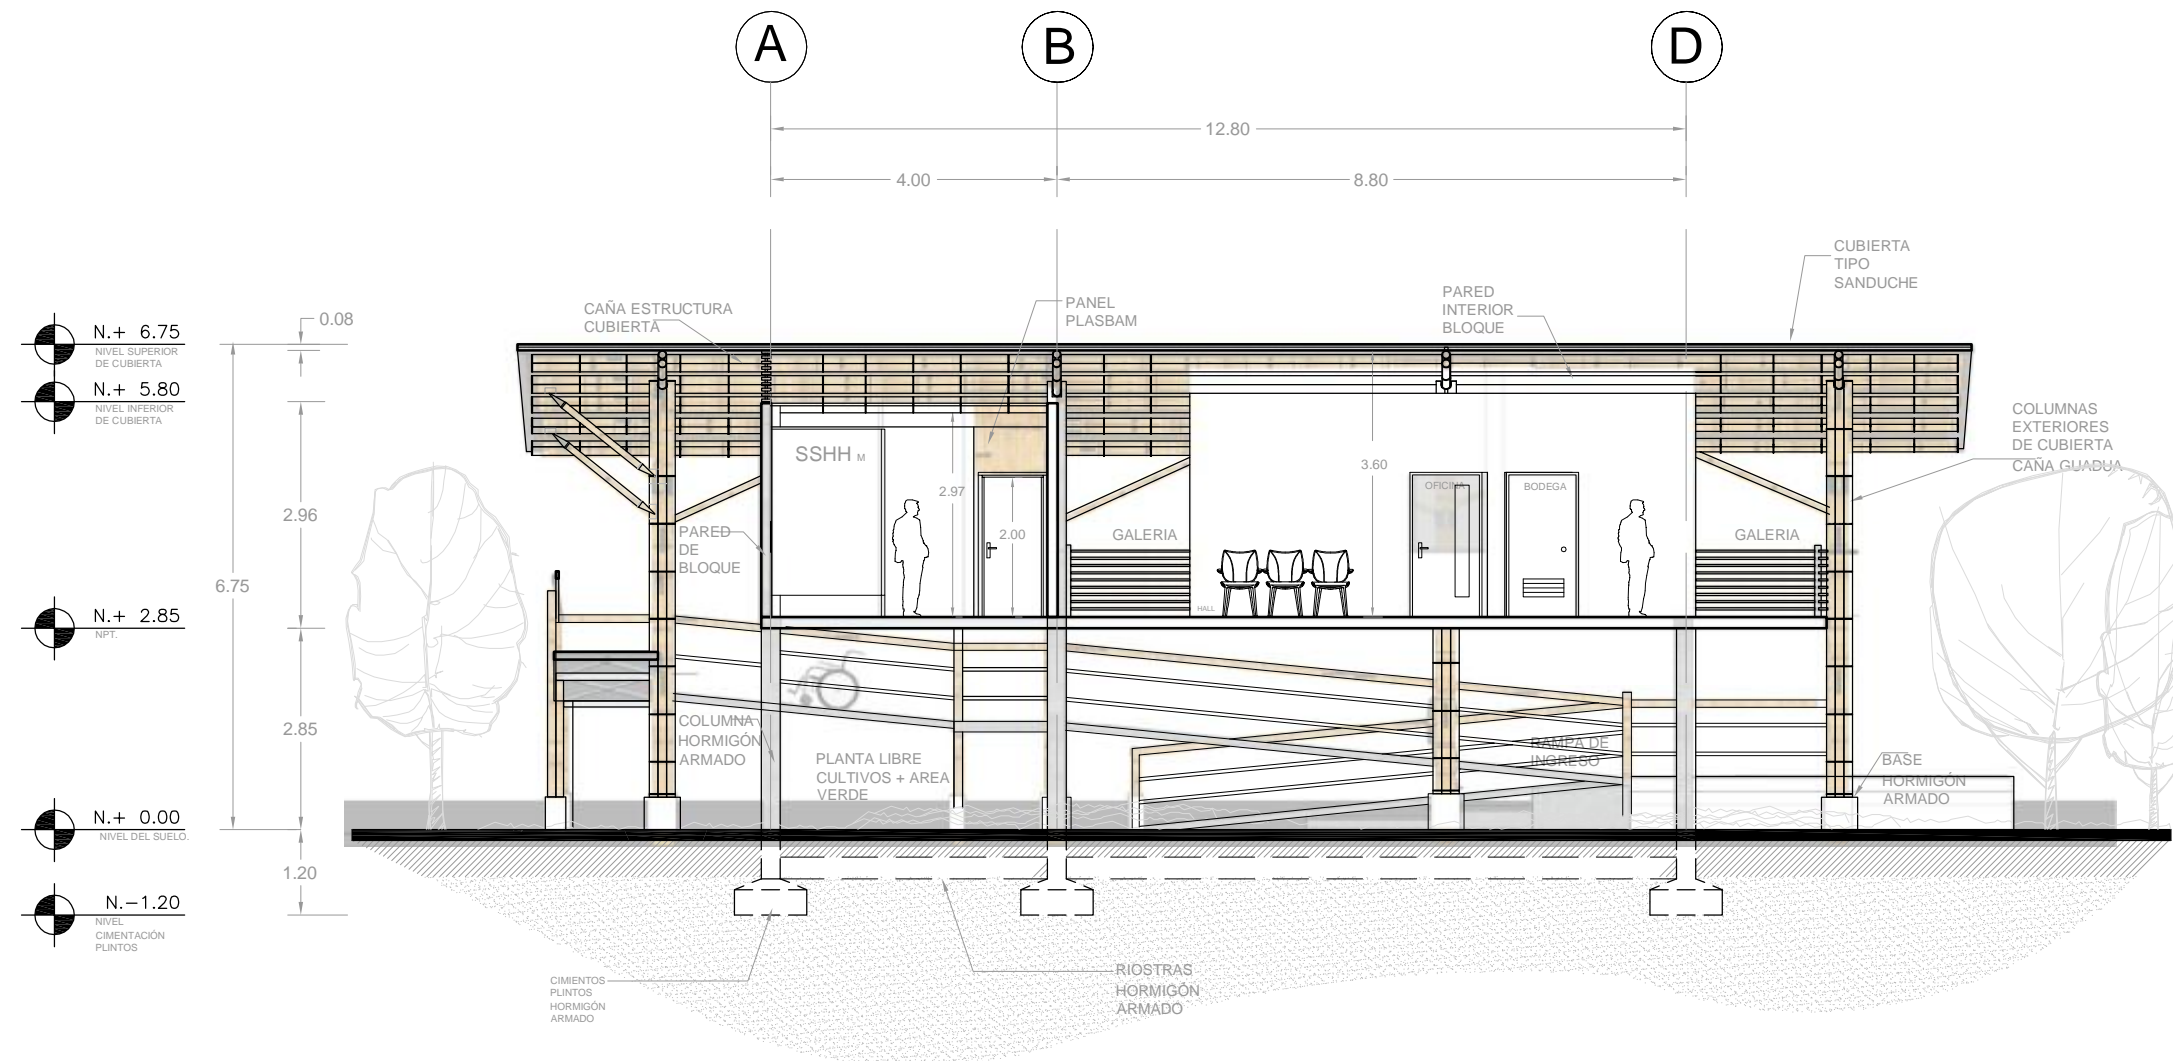 A
B
D
12.80
4.00
8.80
CUBIERTA
TIPO
SANDUCHE
PARED
INTERIOR
BLOQUE
PANEL
PLASBAM
CAÑA ESTRUCTURA
CUBIERTA
0.08
N.+ 6.75
NIVEL SUPERIOR
DE CUBIERTA
N.+ 5.80
NIVEL INFERIOR
DE CUBIERTA
COLUMNAS
EXTERIORES
DE CUBIERTA
CAÑA GUADUA
SSHH M
2.97
3.60
OFICINA
BODEGA
2.96
2.00
PARED
DE
BLOQUE
GALERIA
GALERIA
6.75
HALL
N.+ 2.85
NPT.
2.85
COLUMNA
HORMIGÓN
ARMADO
PLANTA LIBRE
CULTIVOS + AREA
VERDE
RAMPA DE
INGRESO
BASE
HORMIGÓN
ARMADO
N.+ 0.00
NIVEL DEL SUELO.
1.20
N.-1.20
NIVEL
CIMENTACIÓN
PLINTOS
CIMIENTOS
PLINTOS
HORMIGÓN
ARMADO
RIOSTRAS
HORMIGÓN
ARMADO